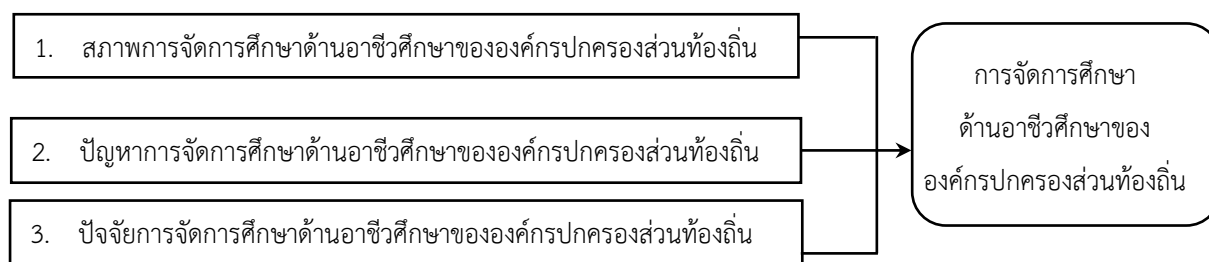 1. สภาพการจัดการศึกษาด้านอาชีวศึกษาขององค์กรปกครองส่วนท้องถิ่น
2. ปัญหาการจัดการศึกษาด้านอาชีวศึกษาขององค์กรปกครองส่วนท้องถิ่น
3. ปัจจัยการจัดการศึกษาด้านอาชีวศึกษาขององค์กรปกครองส่วนท้องถิ่น
การจัดการศึกษา
ด้านอาชีวศึกษาของ
องค์กรปกครองส่วนท้องถิ่น